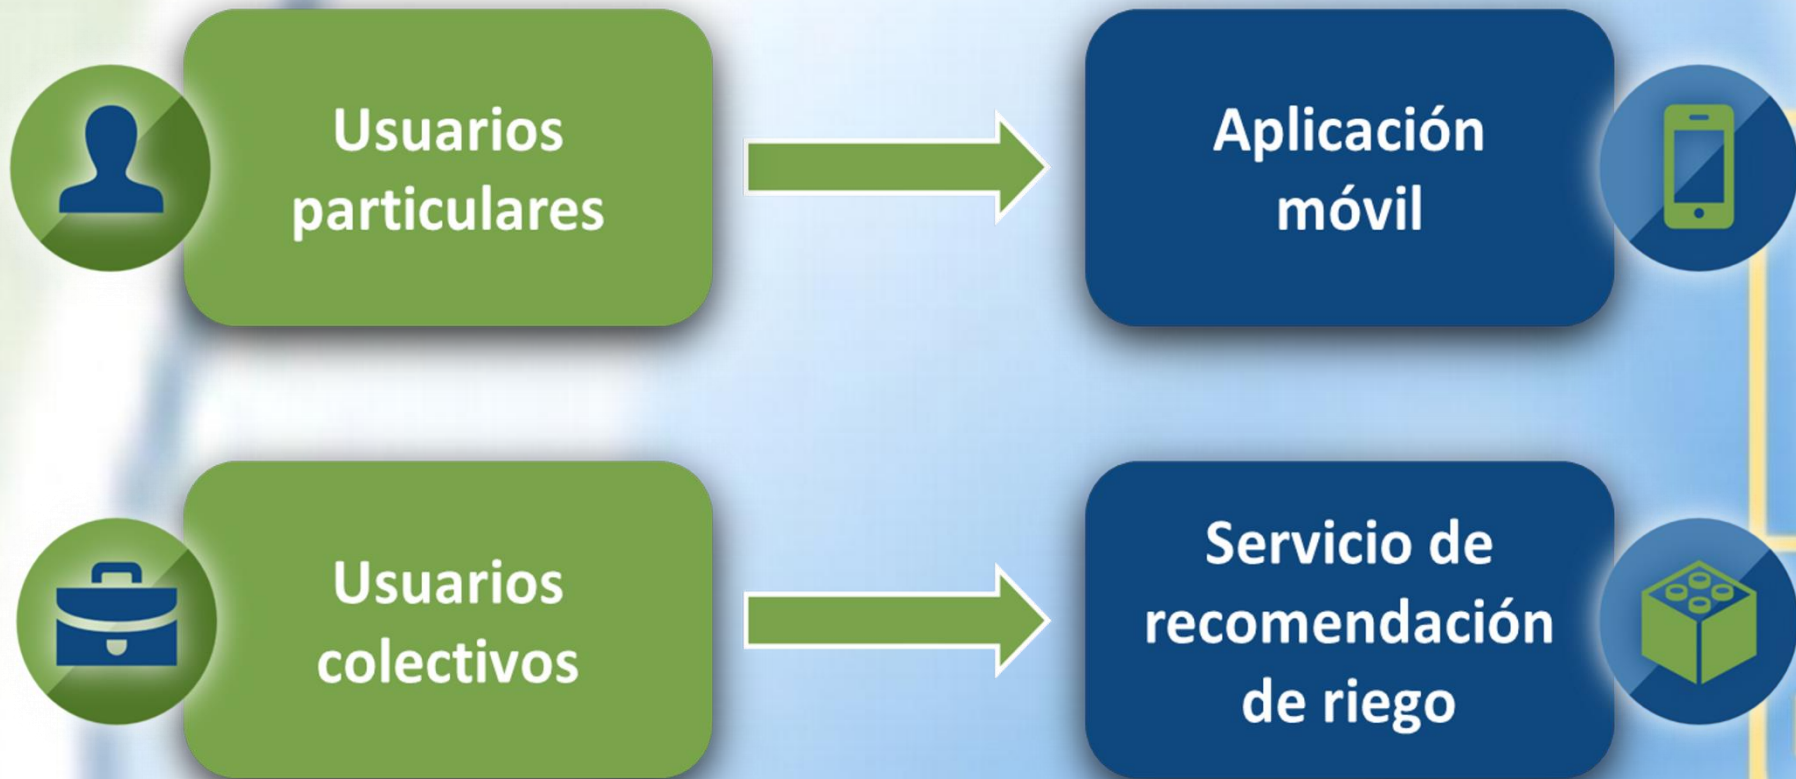 Usuarios
particulares
Aplicación
móvil
Usuarios
colectivos
Servicio de
recomendación
de riego